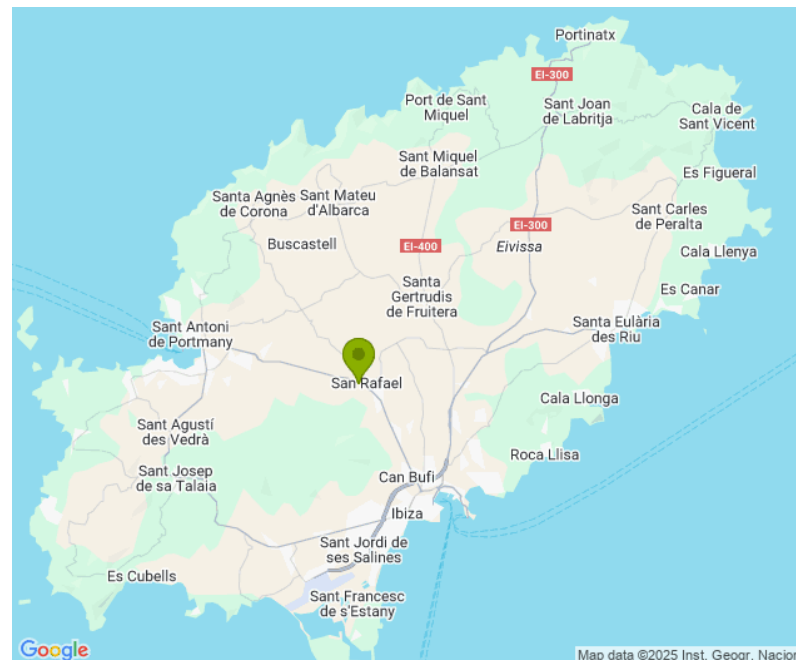 Portinatx
EI-300
Port de Sant
Miquel
Sant Joan
de Labritja
Cala de
Sant Vicent
Sant Miquel
de Balansat
Es Figueral
Santa Agnès
de Corona
Sant Mateu
d'Albarca
Sant Carles
de Peralta
EI-300
Buscastell
EI-400
Eivissa
Cala Llenya
Santa
Gertrudis
de Fruitera
Es Canar
Sant Antoni
de Portmany
Santa Eulària
des Riu
San Rafael
Cala Llonga
Sant Agustí
des Vedrà
Roca Llisa
Sant Josep
de sa Talaia
Can Bufi
Ibiza
Sant Jordi de
ses Salines
Es Cubells
Sant Francesc
de s'Estany
Google
Map data ©2025 Inst. Geogr. Nacion